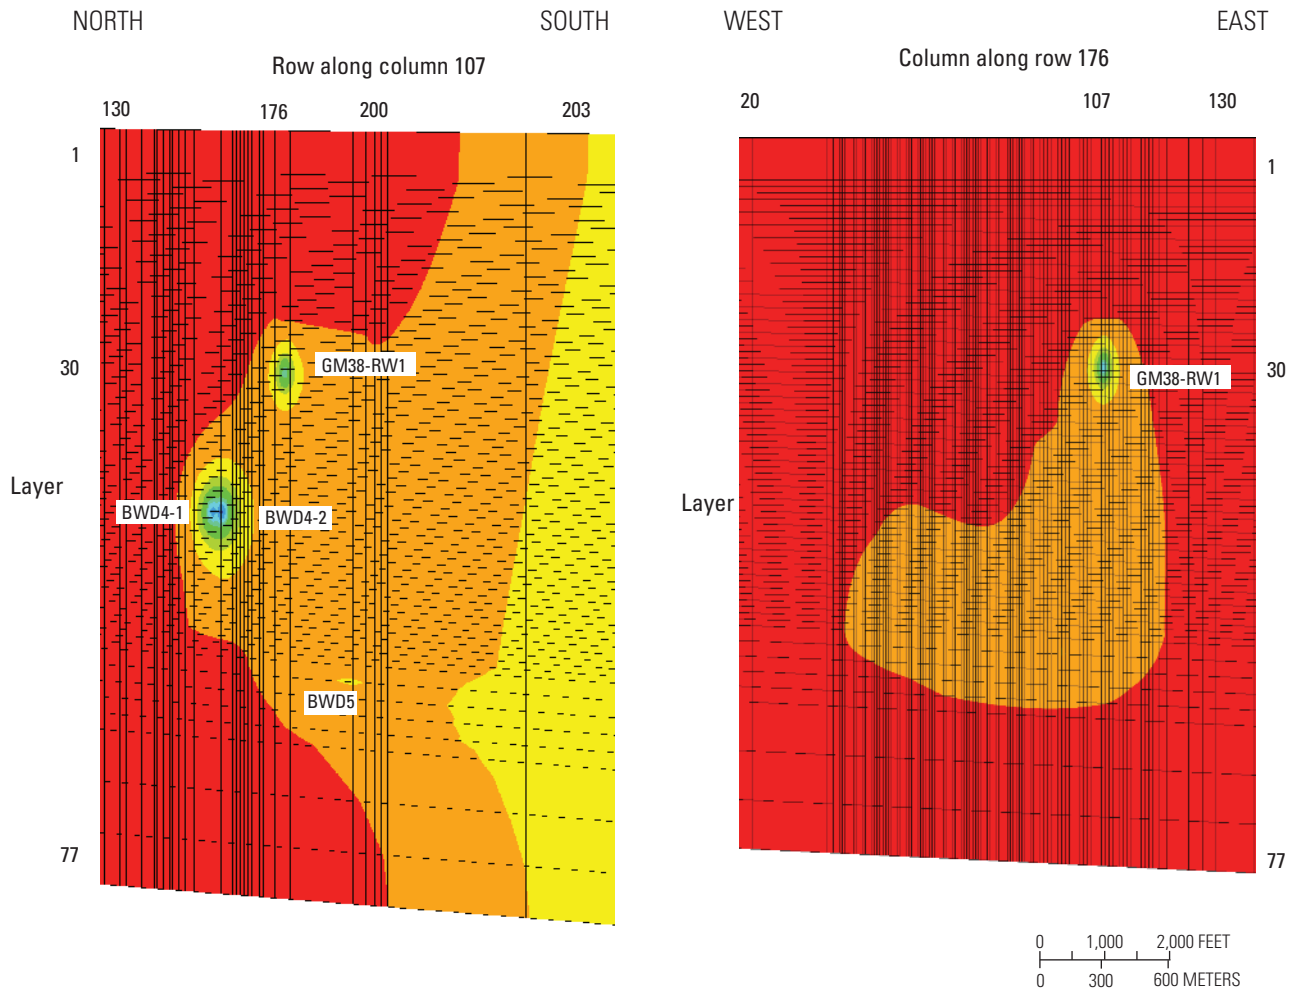 NORTH
SOUTH
Row along column 107
130
176
200
203
1
30
Layer
77
GM38-RW1
BWD4-1
BWD4-2
BWD5
WEST
EAST
Column along row 176
20
107
130
1
30
Layer
77
GM38-RW1
0 1,000 2,000 FEET
0 300 600 METERS